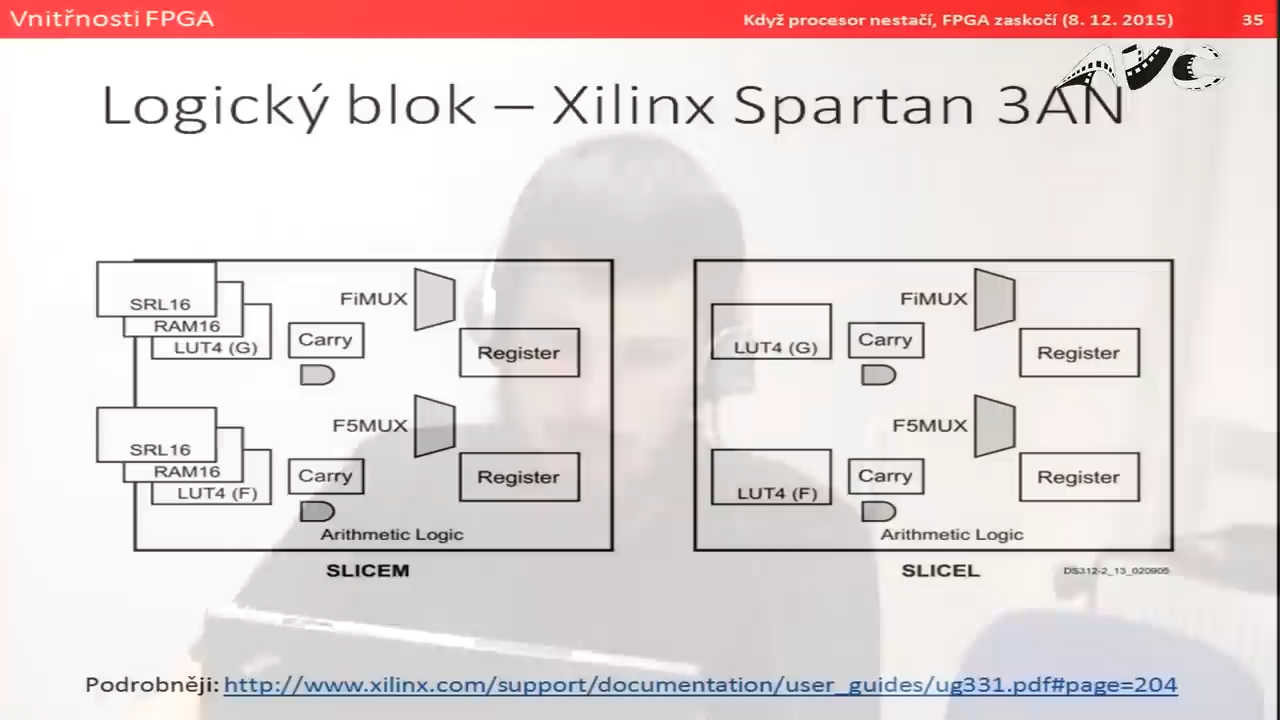 Vnitřnosti FPGA
Když procesor nestačí, FPGA zaskočí (8. 12. 2015)
35
AVC
Logický blok – Xilinx Spartan 3AN
SRL16
RAM16
LUT4 (G)
Carry
FiMUX
Register
SRL16
RAM16
LUT4 (F)
Carry
F5MUX
Register
Arithmetic Logic
SLICEM
LUT4 (G)
Carry
FiMUX
Register
LUT4 (F)
Carry
F5MUX
Register
Arithmetic Logic
SLICEL
DS312-2_13_020905
Podrobněji: http://www.xilinx.com/support/documentation/user_guides/ug331.pdf#page=204